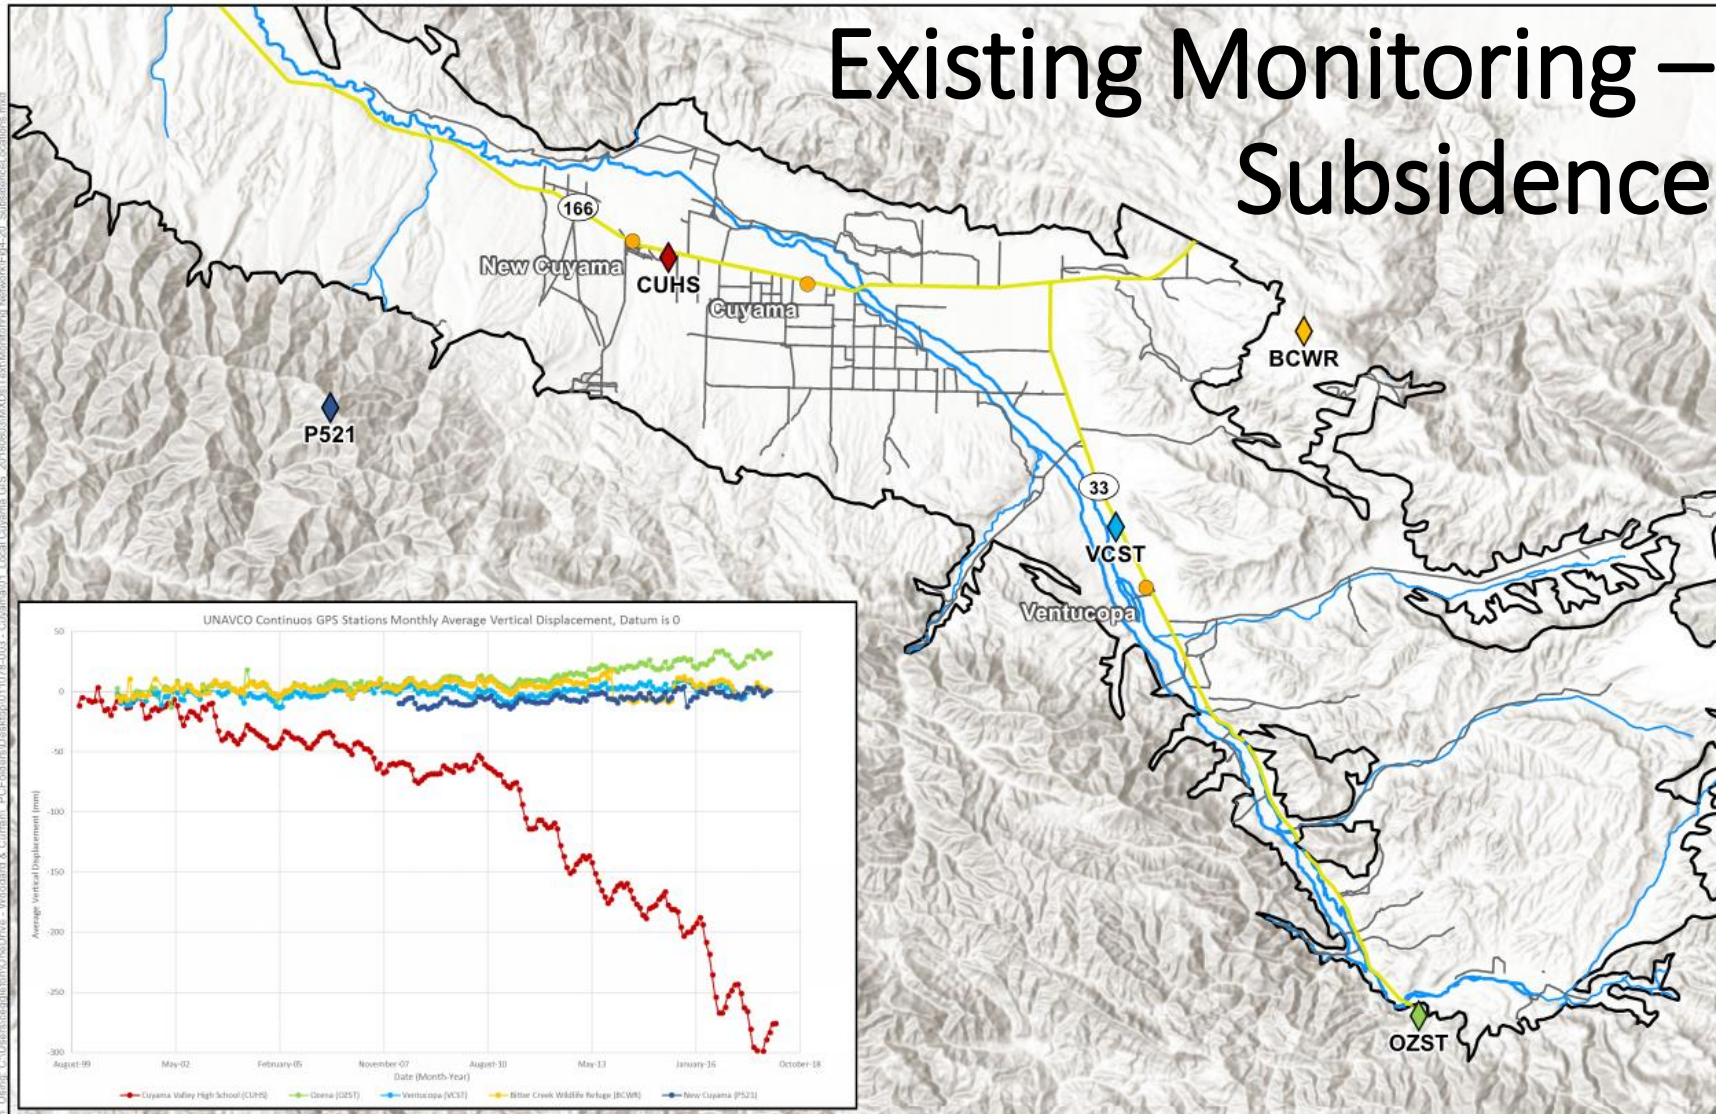 Existing Monitoring –
Subsidence
166
New Cuyama
CUHS
Cuyama
BCWR
P521
33
VCST
Ventucopa
OZST
UNAVCO Continuos GPS Stations Monthly Average Vertical Displacement, Datum is 0
50
0
-50
-100
-150
-200
-250
-300
Average Vertical Displacement (mm)
August-99 May-02 February-05 November-07 August-10 May-13 January-16 October-18
Date (Month-Year)
Cuyama Valley High School (CUHS) Ozena (OZST) Ventucopa (VCST) Bitter Creek Wildlife Refuge (BCWR) New Cuyama (P521)